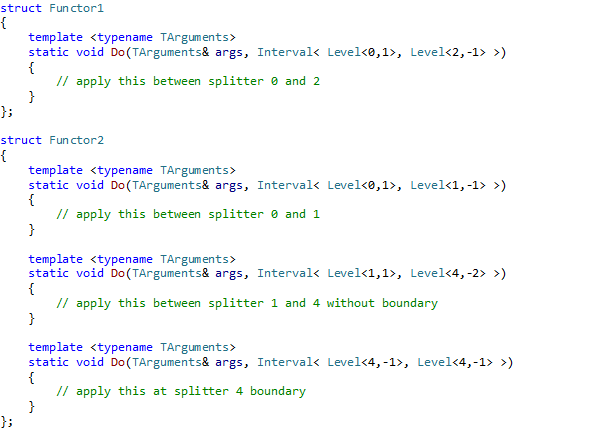 struct Functor1
{
    template <typename TArguments>
    static void Do(TArguments& args, Interval< Level<0,1>, Level<2,-1> >)
    {
        // apply this between splitter 0 and 2
    }
};

struct Functor2
{
    template <typename TArguments>
    static void Do(TArguments& args, Interval< Level<0,1>, Level<1,-1> >)
    {
        // apply this between splitter 0 and 1
    }

    template <typename TArguments>
    static void Do(TArguments& args, Interval< Level<1,1>, Level<4,-2> >)
    {
        // apply this between splitter 1 and 4 without boundary
    }

    template <typename TArguments>
    static void Do(TArguments& args, Interval< Level<4,-1>, Level<4,-1> >)
    {
        // apply this at splitter 4 boundary
    }
};